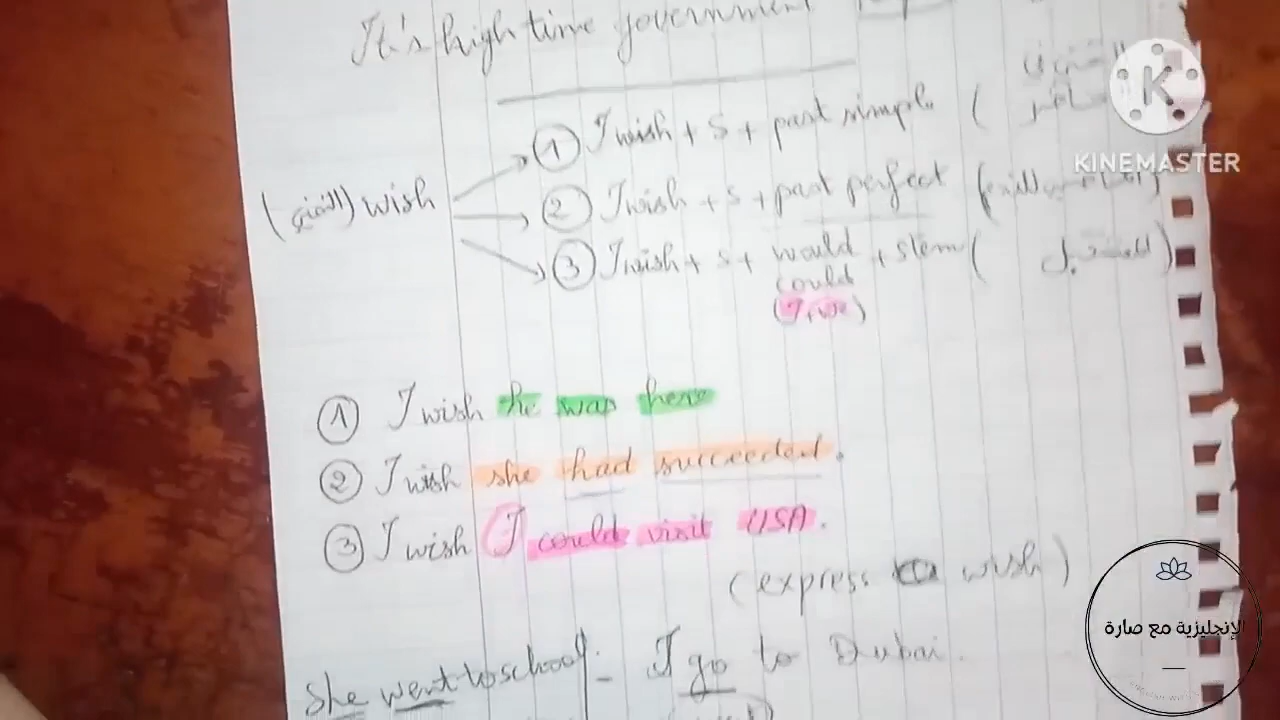 It's high time government
(التمني) wish
① I wish + S + past simple (
② I wish + S + past perfect (
③ I wish + S + would + stem ( للمستقبل )
could
(I, we)
① I wish he was here
② I wish she had succeeded.
③ I wish I could visit USA.
(express a wish)
She went to school. - I go to Dubai.
K
KINEMASTER
الإنجليزية مع صارة